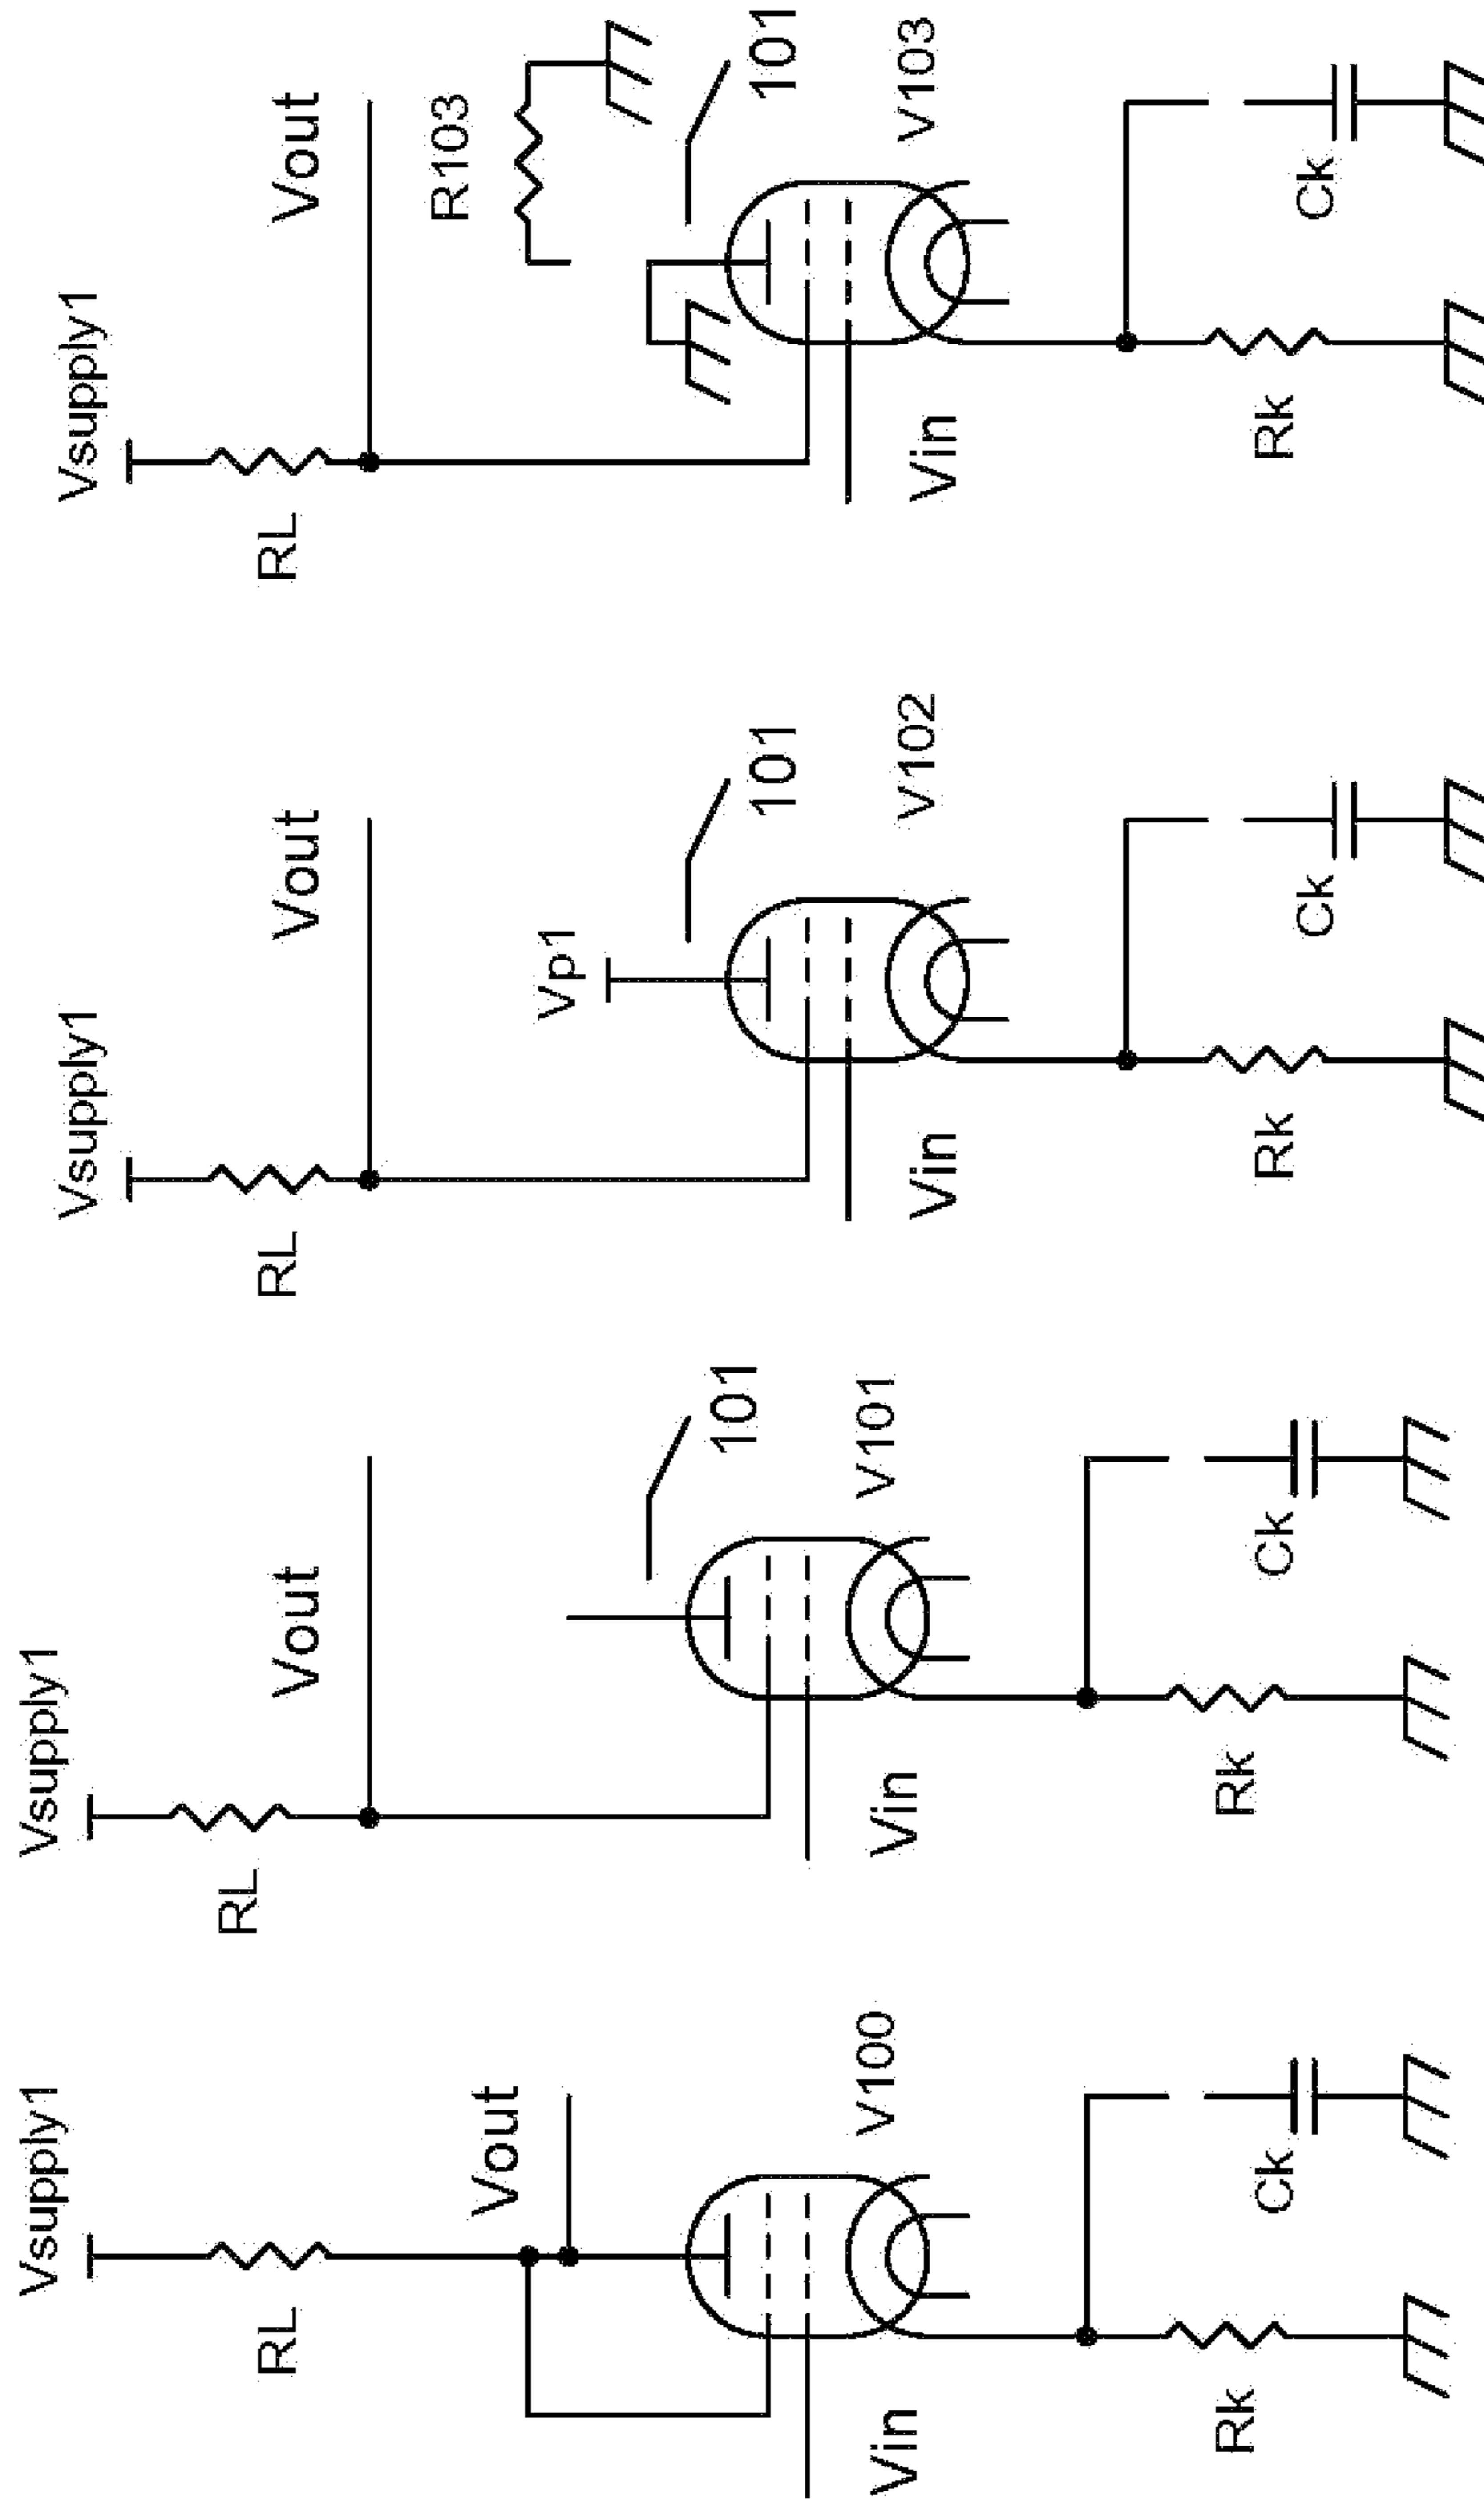 Vsupply1
RL
Vout
V100
Vin
Ck
Rk
Vsupply1
RL
Vout
101
V101
Vin
Ck
Rk
Vsupply1
RL
Vout
Vp1
101
V102
Vin
Ck
Rk
Vsupply1
RL
Vout
R103
101
V103
Vin
Ck
Rk